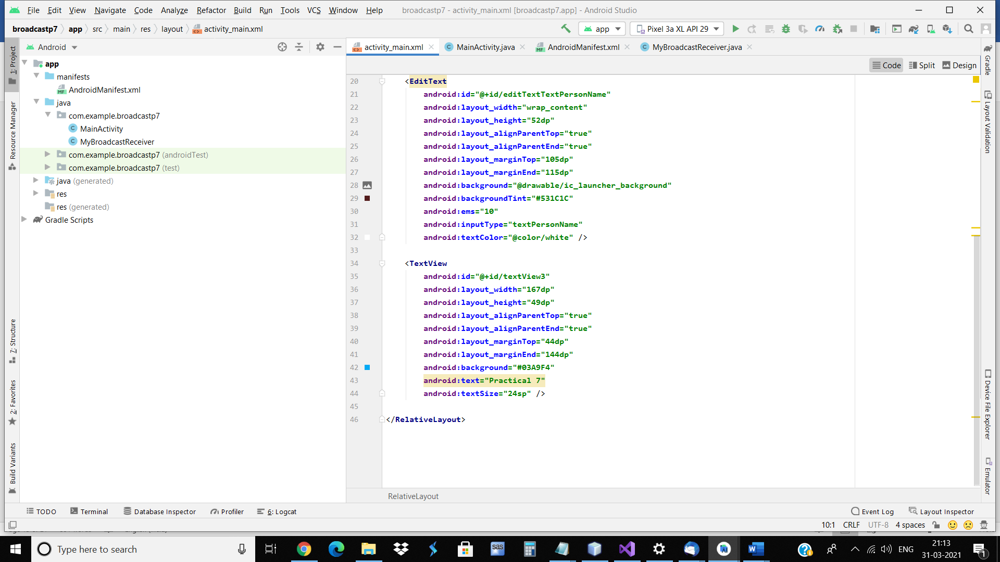 File Edit View Navigate Code Analyze Refactor Build Run Tools VCS Window Help broadcastp7 - activity_main.xml [broadcastp7.app] - Android Studio
broadcastp7 app src main res layout activity_main.xml app Pixel 3a XL API 29
Android
activity_main.xml MainActivity.java AndroidManifest.xml MyBroadcastReceiver.java
Code Split Design
1: Project
Resource Manager
7: Structure
2: Favorites
Build Variants
app
manifests
AndroidManifest.xml
java
com.example.broadcastp7
MainActivity
MyBroadcastReceiver
com.example.broadcastp7 (androidTest)
com.example.broadcastp7 (test)
java (generated)
res
res (generated)
Gradle Scripts
20 <EditText
21 android:id="@+id/editTextTextPersonName"
22 android:layout_width="wrap_content"
23 android:layout_height="52dp"
24 android:layout_alignParentTop="true"
25 android:layout_alignParentEnd="true"
26 android:layout_marginTop="105dp"
27 android:layout_marginEnd="115dp"
28 android:background="@drawable/ic_launcher_background"
29 android:backgroundTint="#531C1C"
30 android:ems="10"
31 android:inputType="textPersonName"
32 android:textColor="@color/white" />
33
34 <TextView
35 android:id="@+id/textView3"
36 android:layout_width="167dp"
37 android:layout_height="49dp"
38 android:layout_alignParentTop="true"
39 android:layout_alignParentEnd="true"
40 android:layout_marginTop="44dp"
41 android:layout_marginEnd="144dp"
42 android:background="#03A9F4"
43 android:text="Practical 7"
44 android:textSize="24sp" />
45
46 </RelativeLayout>
RelativeLayout
Gradle
Layout Validation
Device File Explorer
Emulator
TODO Terminal Database Inspector Profiler 6: Logcat Event Log Layout Inspector
10:1 CRLF UTF-8 4 spaces
Type here to search
sas
ENG
21:13
31-03-2021
1